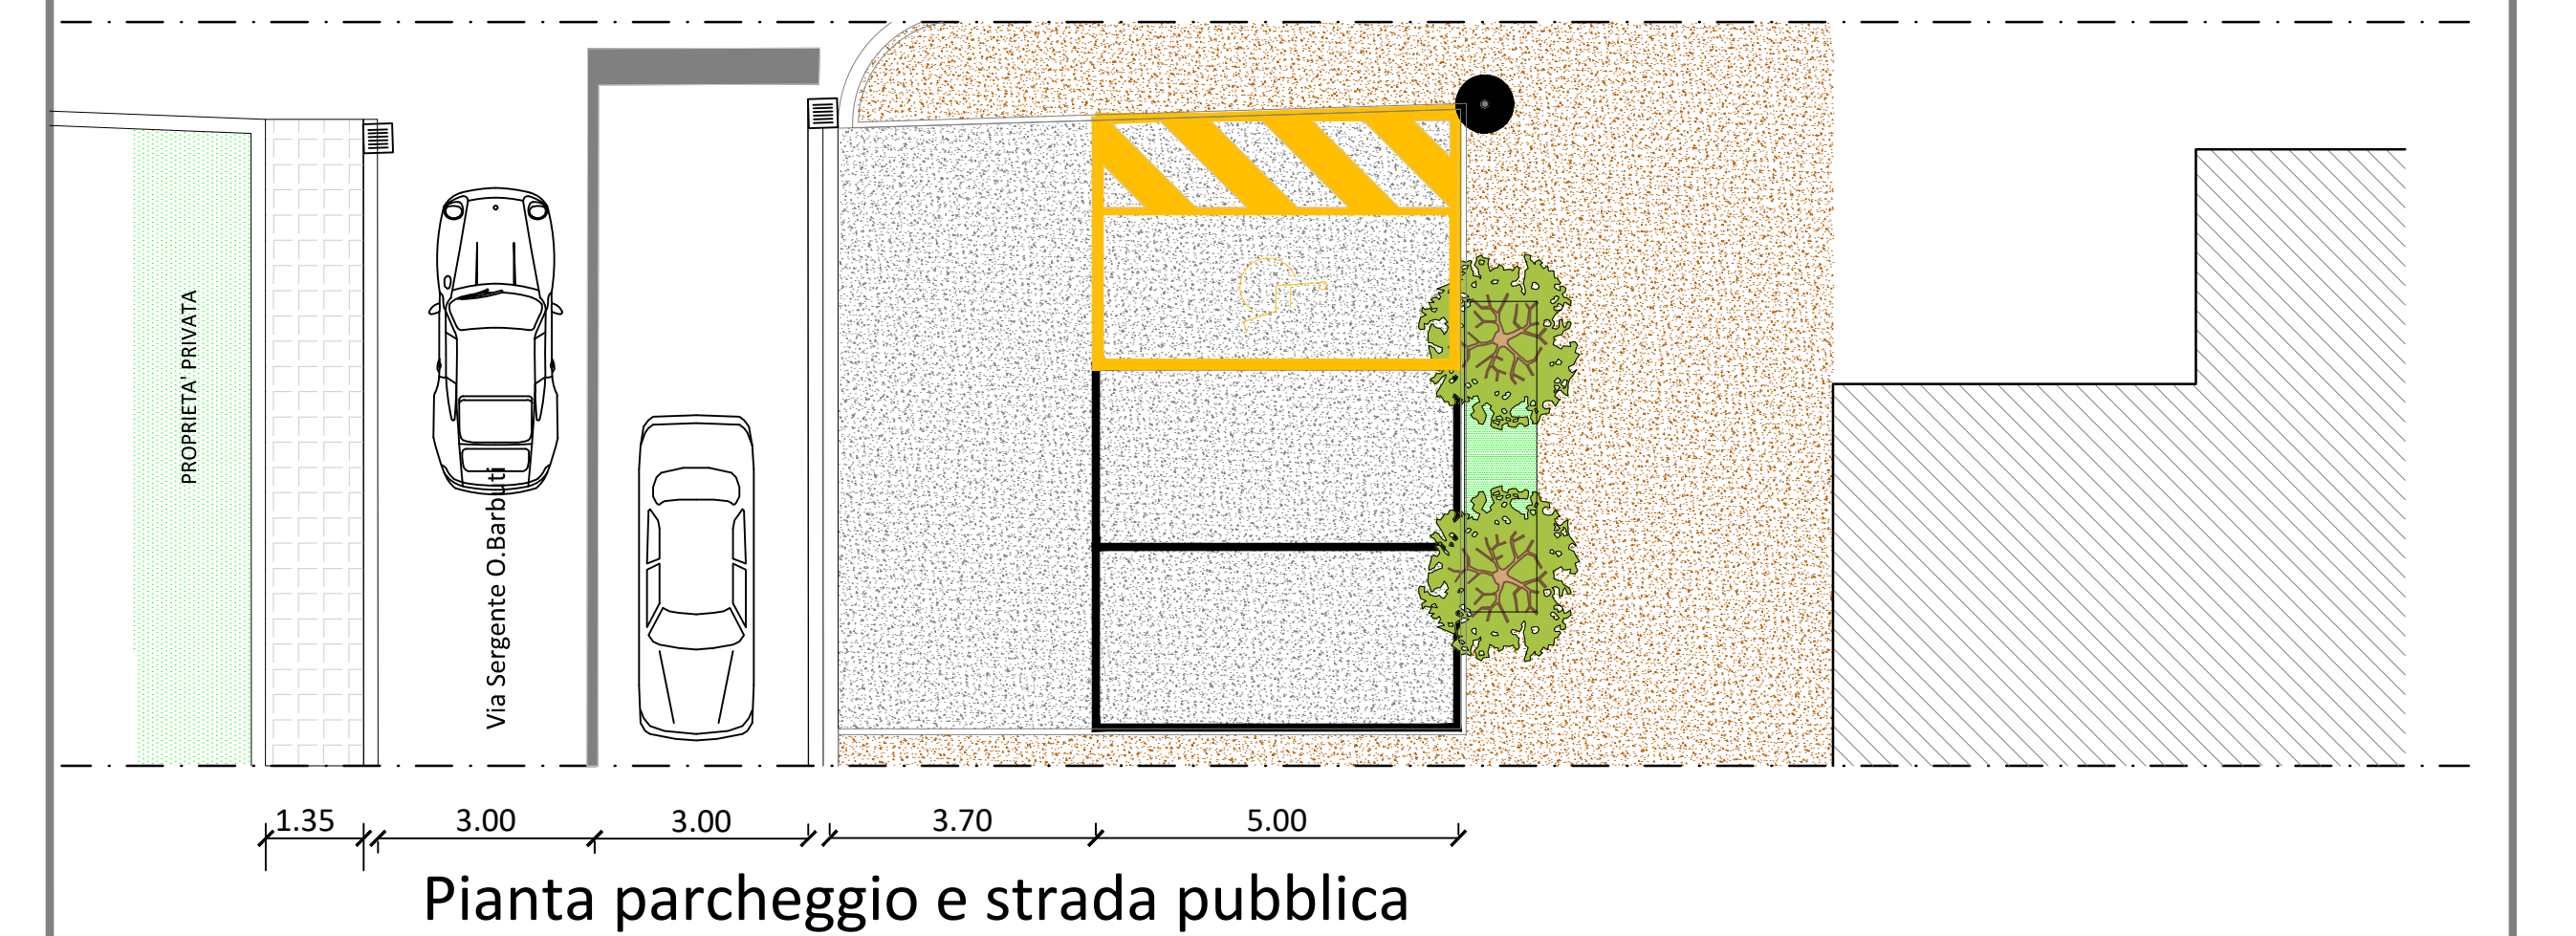 PROPRIETA' PRIVATA
Via Sergente O.Barbuti
1.35
3.00
3.00
3.70
5.00
Pianta parcheggio e strada pubblica